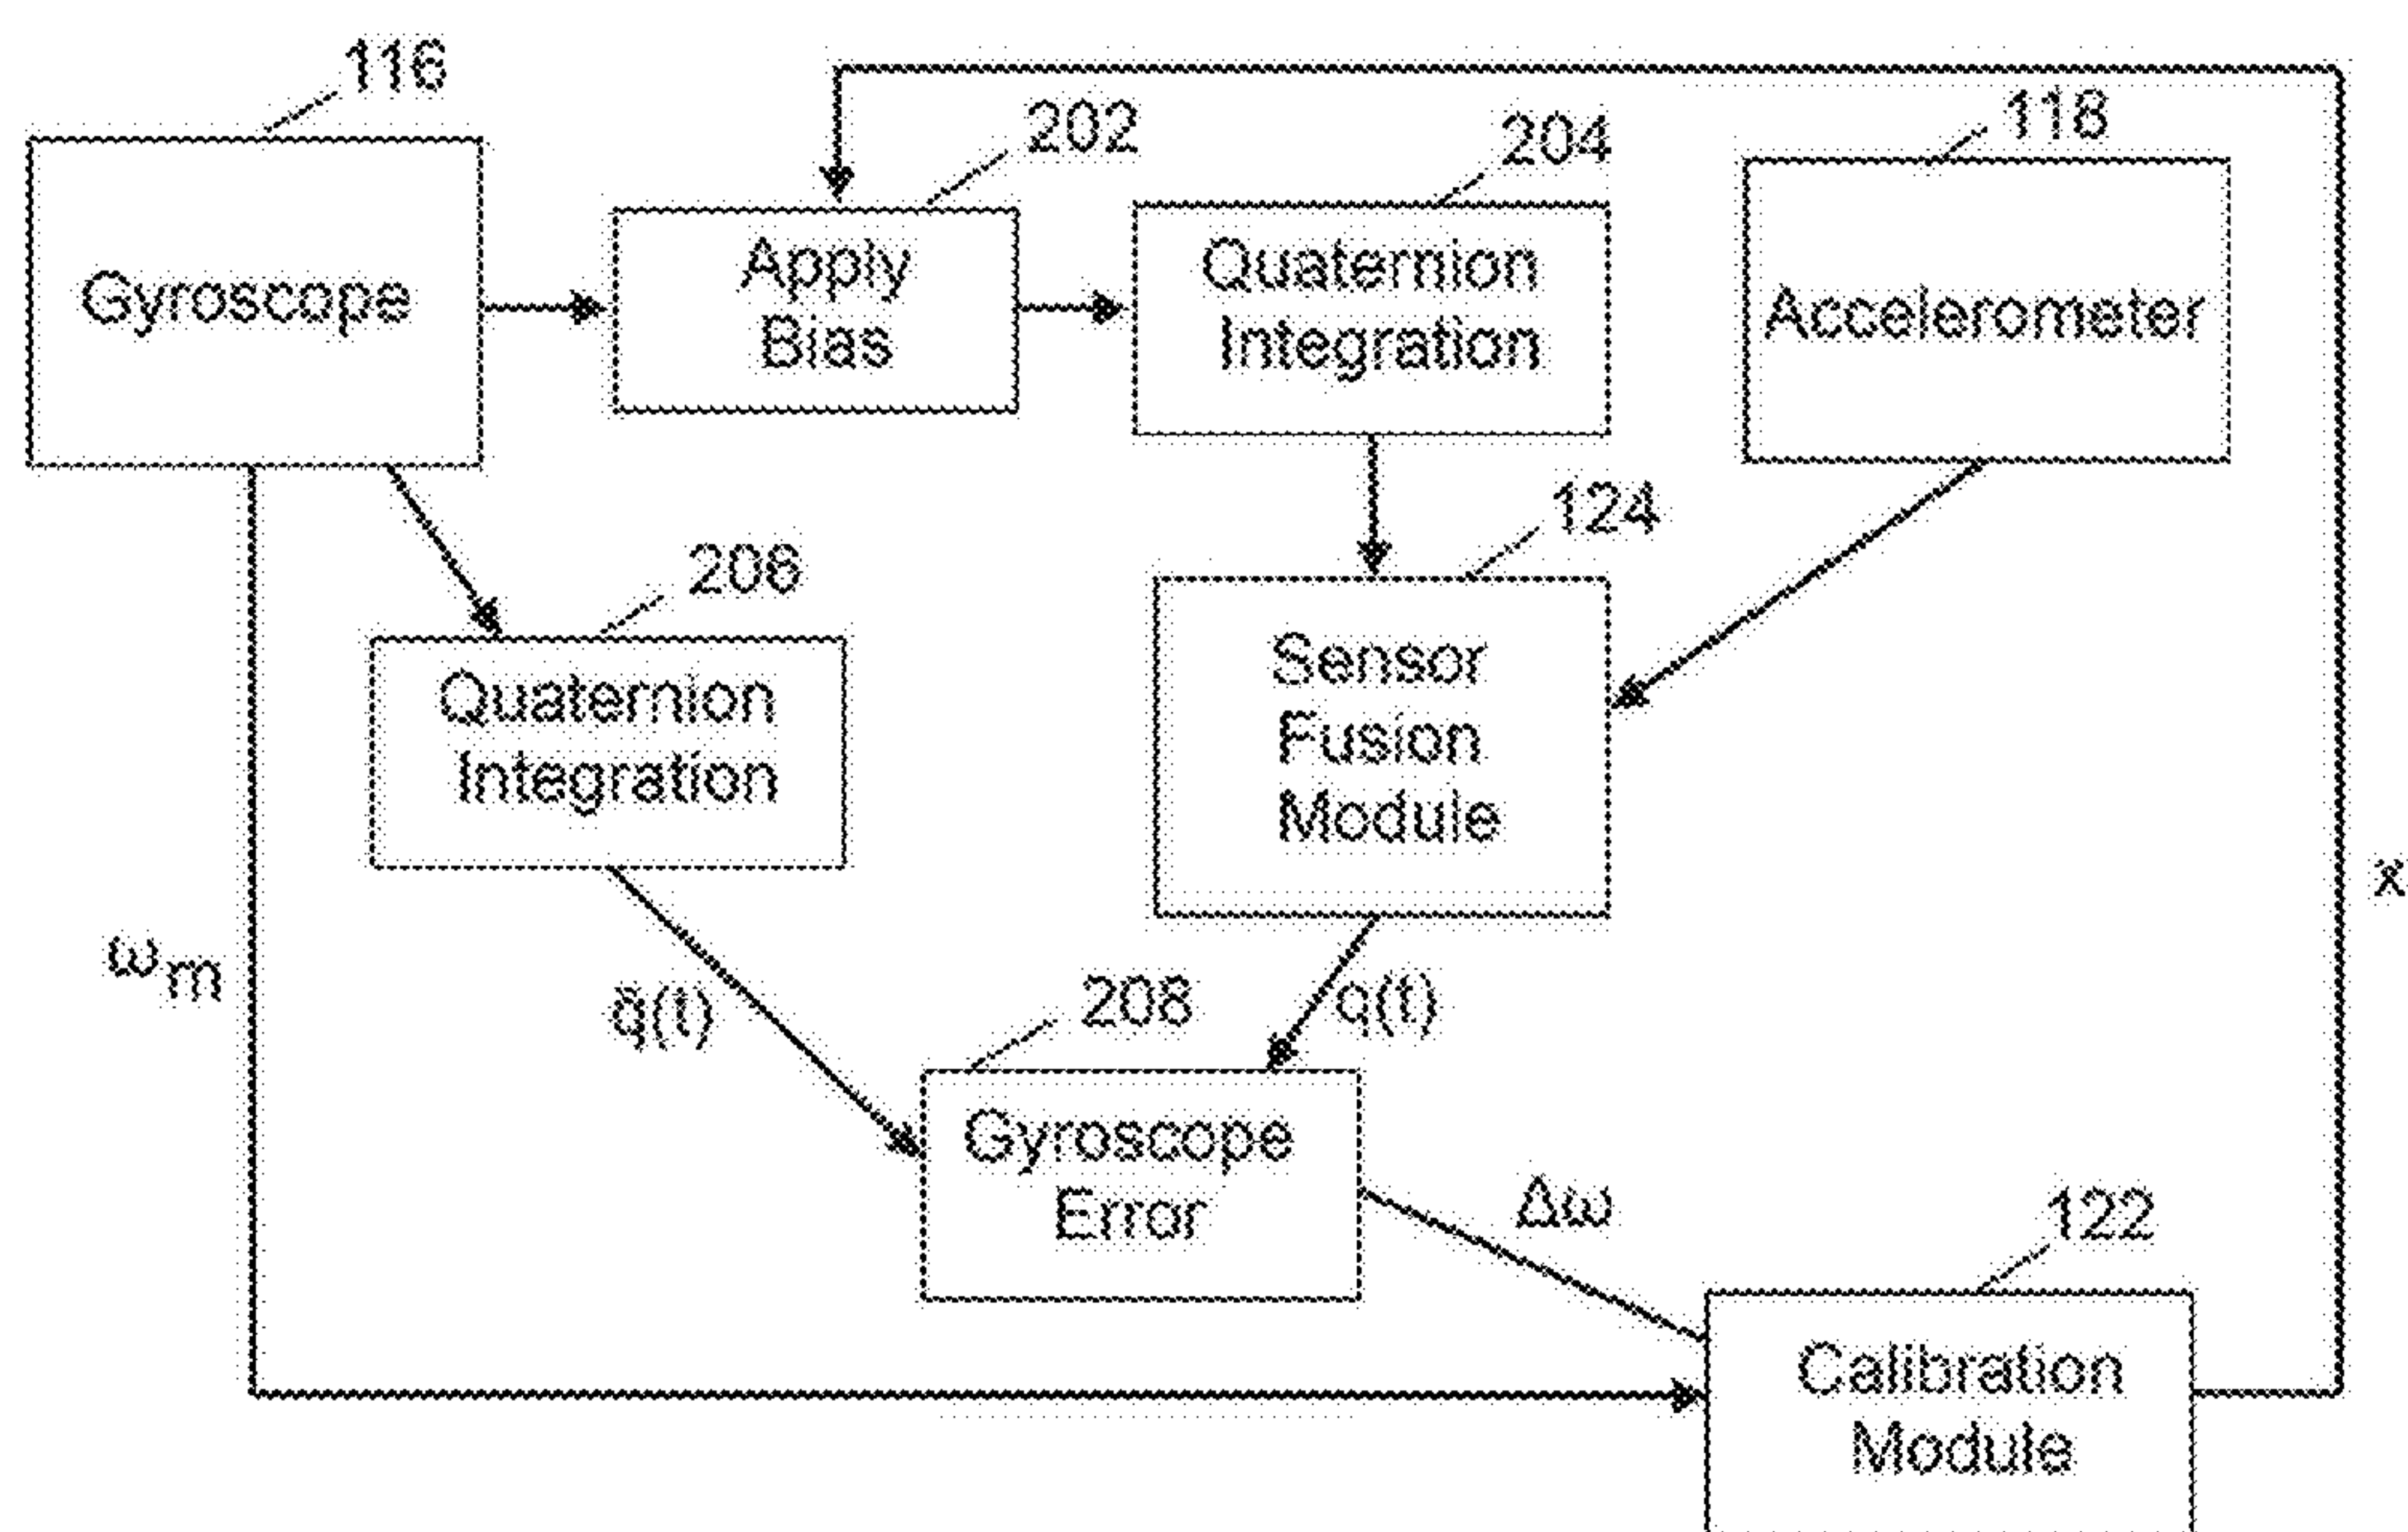 116
202
204
118
Gyroscope
Apply
Bias
Quaternion
Integration
Accelerometer
124
206
Quaternion
Integration
Sensor
Fusion
Module
x
ωm
q̃(t)
208
q(t)
Gyroscope
Error
Δω
122
Calibration
Module